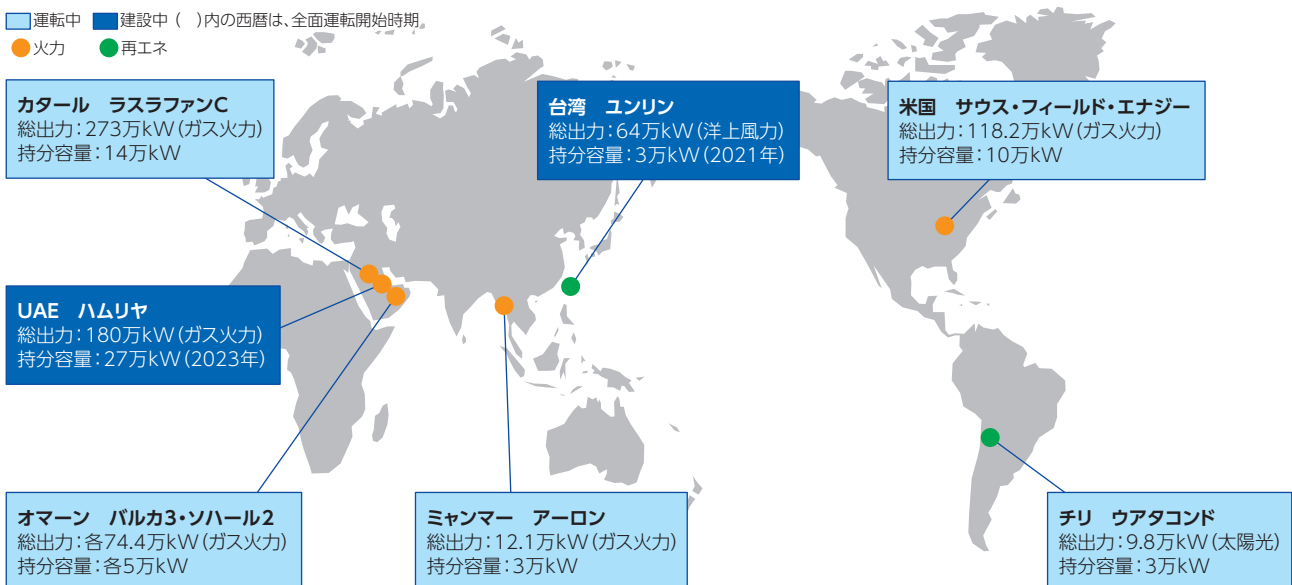 運転中 建設中 (　)内の西暦は、全面運転開始時期。
火力 再エネ
カタール　ラスラファンC
総出力：273万kW（ガス火力）
持分容量：14万kW
台湾　ユンリン
総出力：64万kW（洋上風力）
持分容量：3万kW（2021年）
米国　サウス・フィールド・エナジー
総出力：118.2万kW（ガス火力）
持分容量：10万kW
UAE　ハムリヤ
総出力：180万kW（ガス火力）
持分容量：27万kW（2023年）
オマーン　バルカ3・ソハール2
総出力：各74.4万kW（ガス火力）
持分容量：各5万kW
ミャンマー　アーロン
総出力：12.1万kW（ガス火力）
持分容量：3万kW
チリ　ウアタコンド
総出力：9.8万kW（太陽光）
持分容量：3万kW